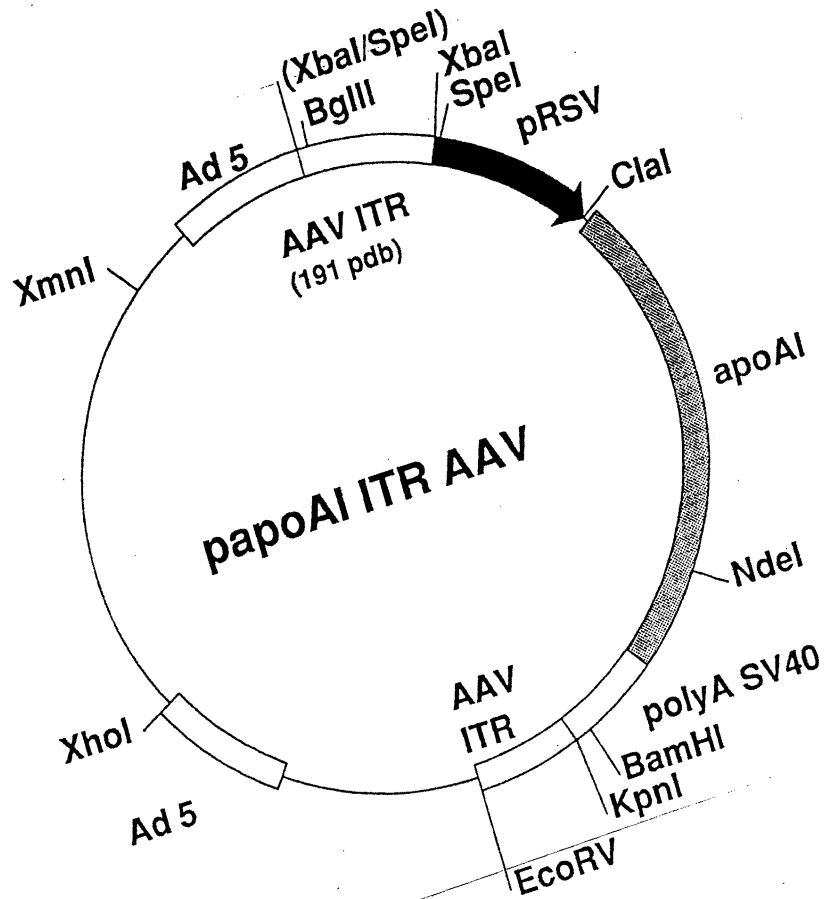 (XbaI/SpeI)
BglII
XbaI
SpeI
pRSV
Ad 5
ClaI
AAV ITR
(191 pdb)
XmnI
apoAI
papoAI ITR AAV
NdeI
AAV
ITR
polyA SV40
XhoI
BamHI
KpnI
Ad 5
EcoRV